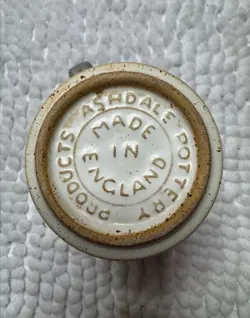 ASHDALE POTTERY PRODUCTS
MADE
IN
ENGLAND